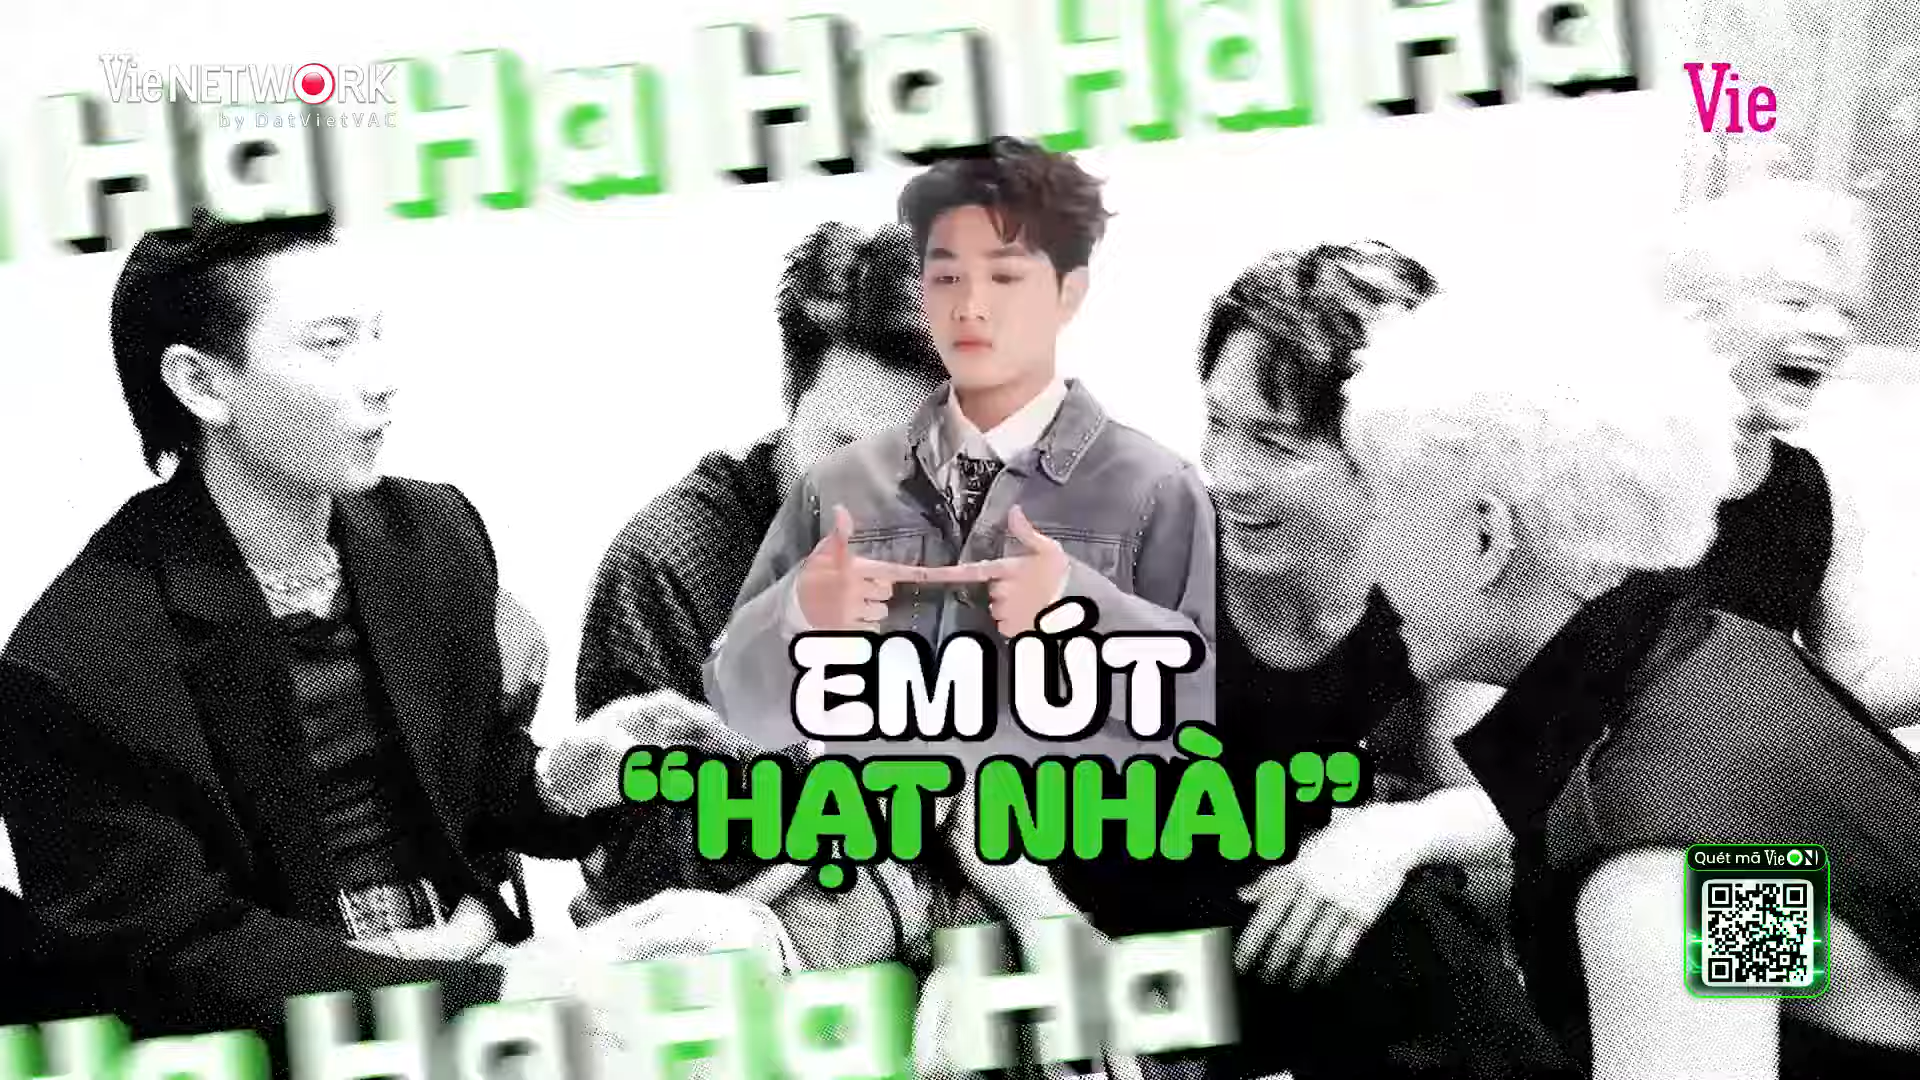 Ha Ha Ha Ha Ha
VieNETWORK
by DatVietVAC
Vie
EM ÚT
“HẠT NHÀI”
Quét mã VieON
Ha Ha Ha Ha